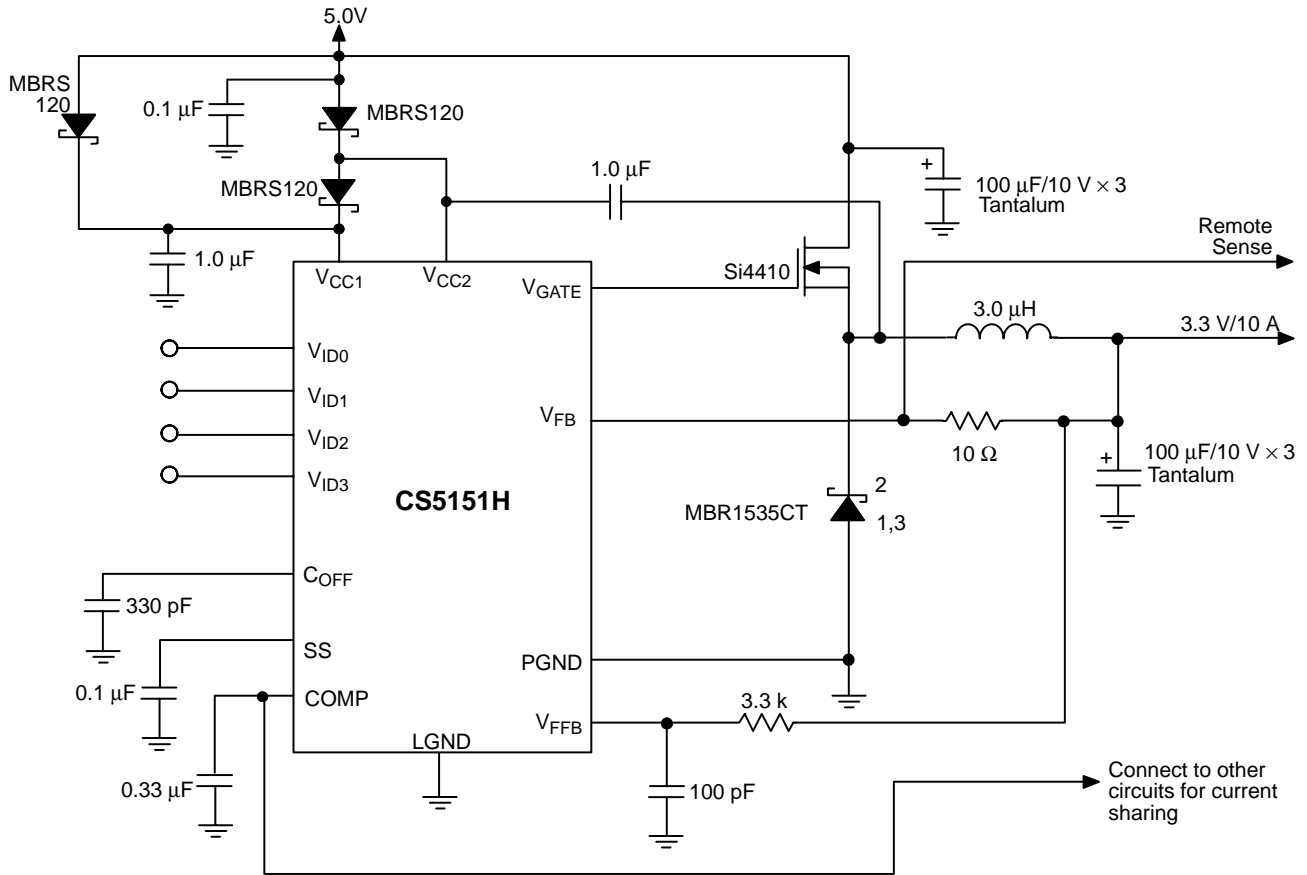 5.0V
MBRS
120
0.1 μF
MBRS120
MBRS120
1.0 μF
+
100 μF/10 V × 3
Tantalum
Remote
Sense
1.0 μF
VCC1
VCC2
VGATE
Si4410
3.0 μH
3.3 V/10 A
VID0
VID1
VID2
VID3
VFB
10 Ω
+
100 μF/10 V × 3
Tantalum
CS5151H
MBR1535CT
2
1,3
COFF
330 pF
SS
0.1 μF
COMP
PGND
3.3 k
VFFB
LGND
0.33 μF
100 pF
Connect to other
circuits for current
sharing